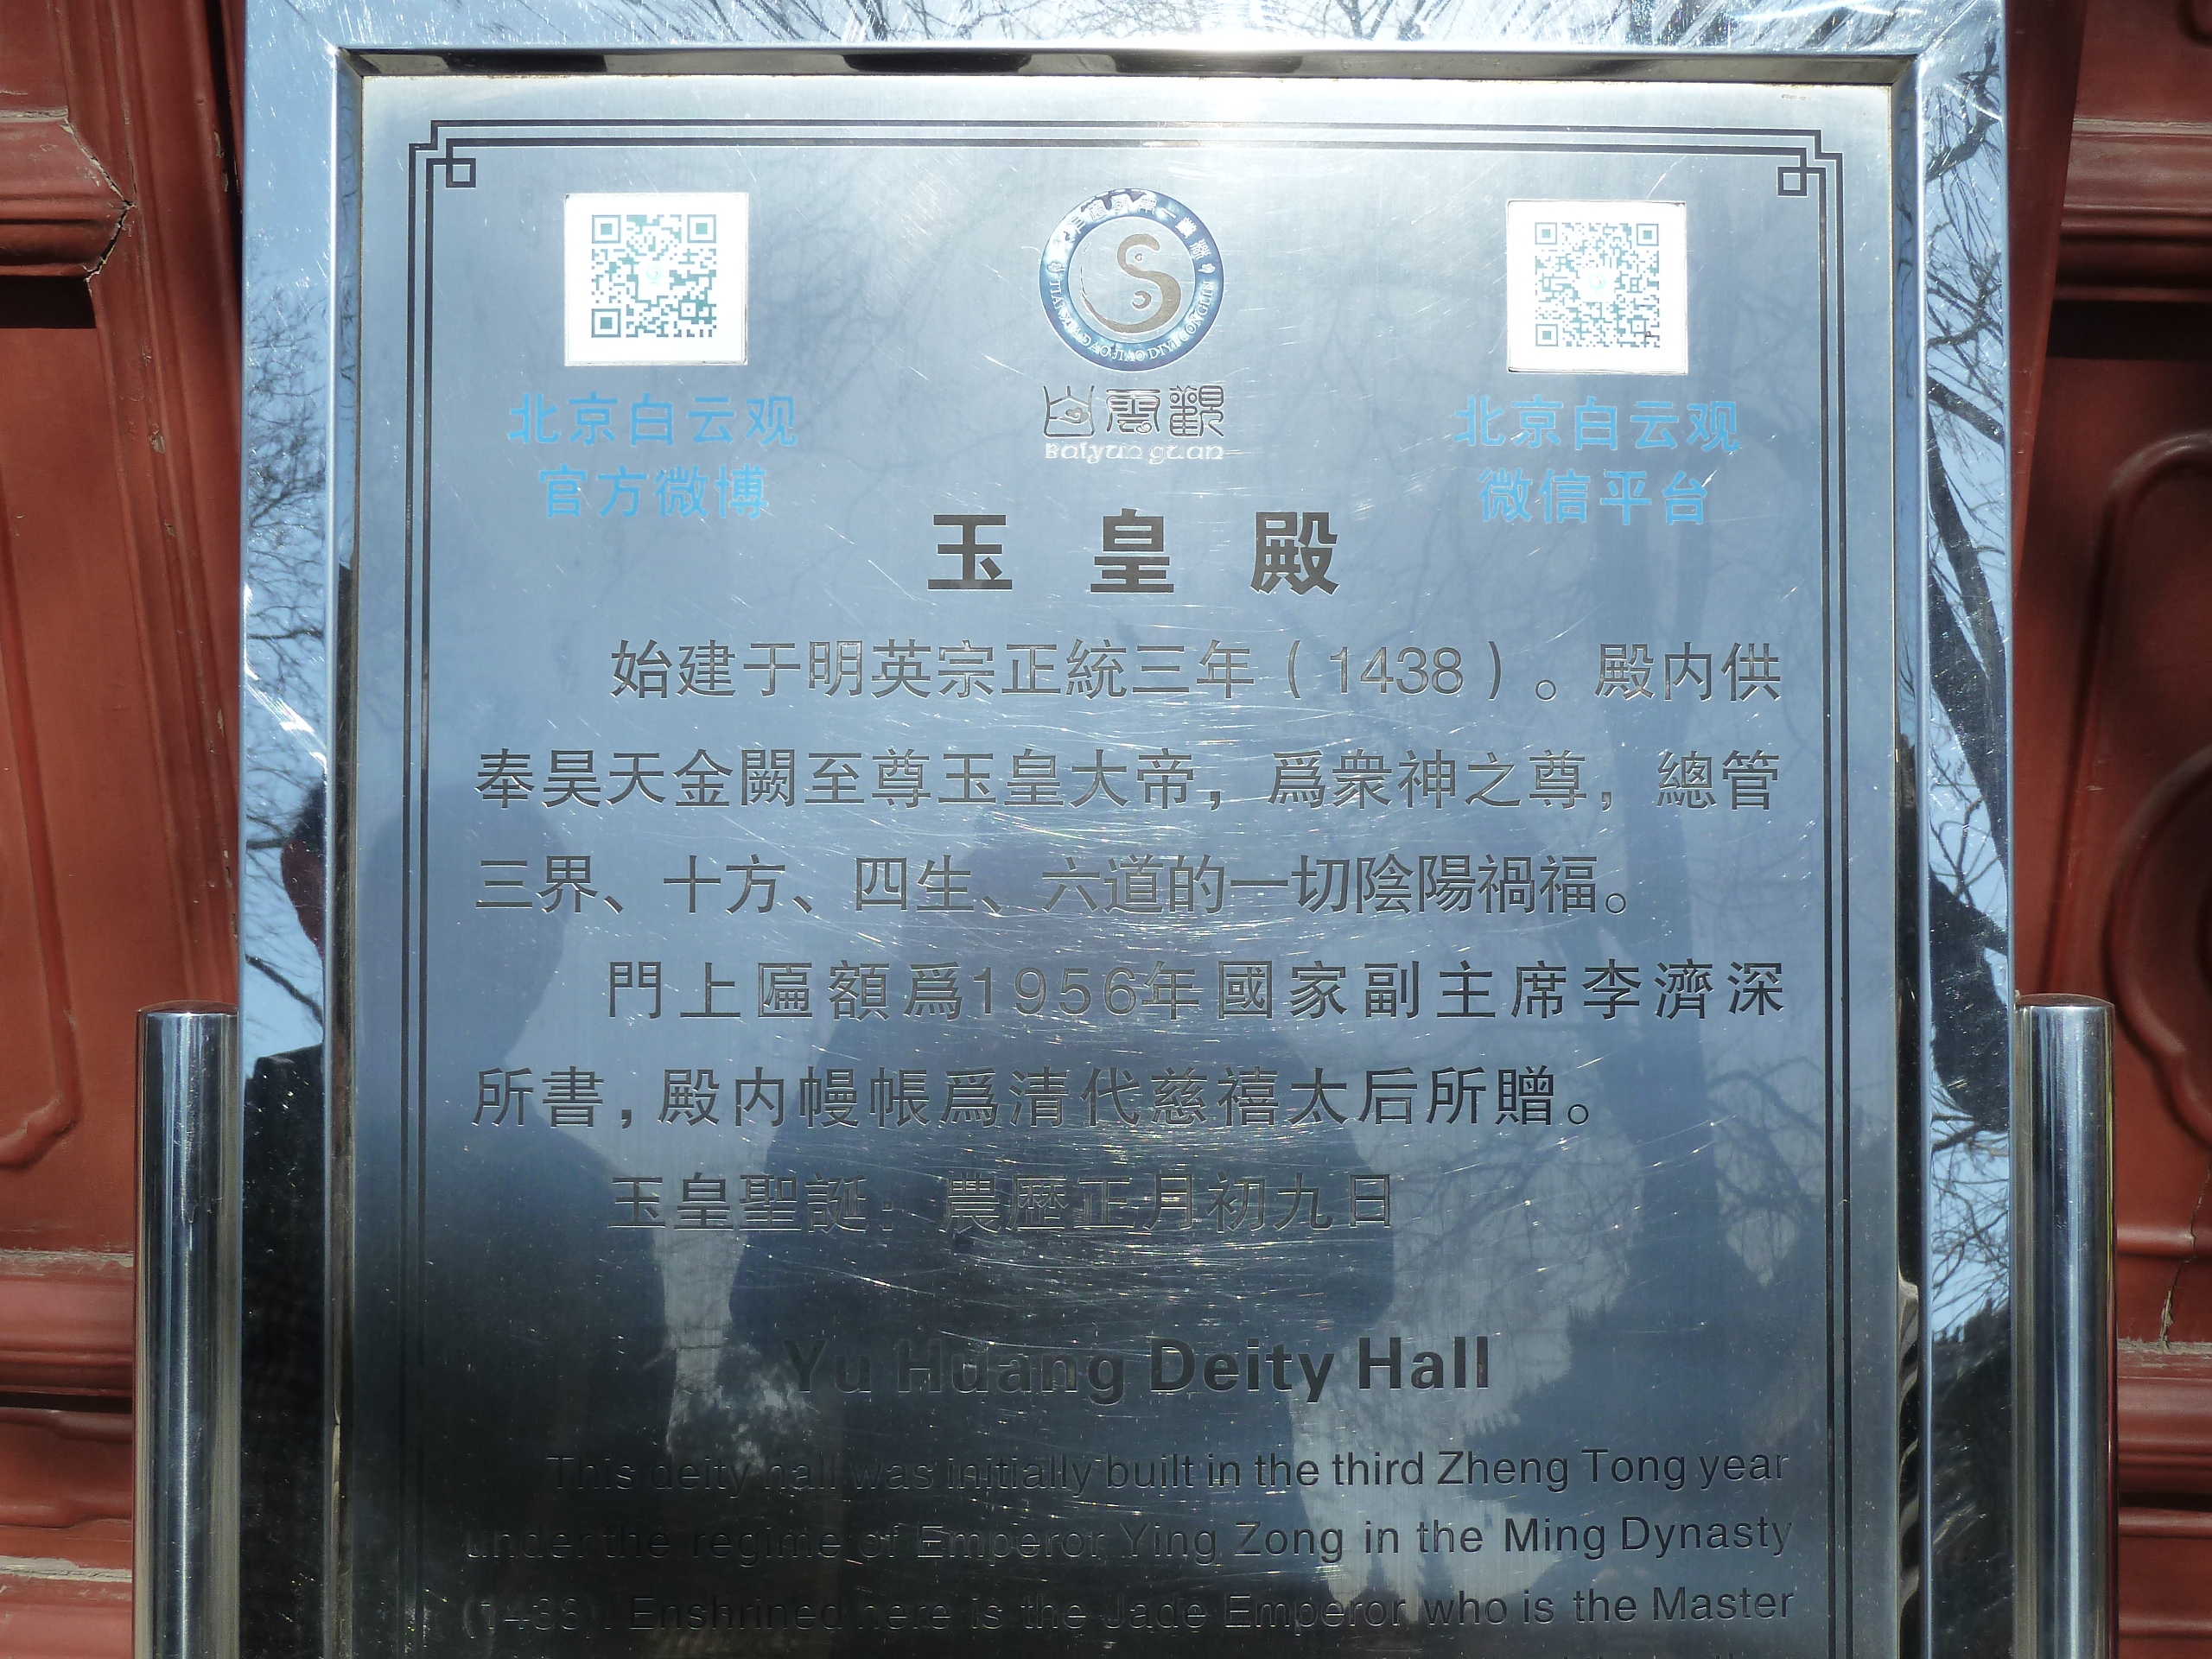 北京白云观
官方微博
白雲觀
Baiyun guan
北京白云观
微信平台
玉皇殿
始建于明英宗正統三年（1438）。殿内供
奉昊天金闕至尊玉皇大帝，爲衆神之尊，總管
三界、十方、四生、六道的一切陰陽禍福。
門上匾額爲1956年國家副主席李濟深
所書，殿内幔帳爲清代慈禧太后所贈。
玉皇聖誕：農歷正月初九日
Yu Huang Deity Hall
This deity hall was initially built in the third Zheng Tong year
under the regime of Emperor Ying Zong in the Ming Dynasty
(1438). Enshrined here is the Jade Emperor who is the Master